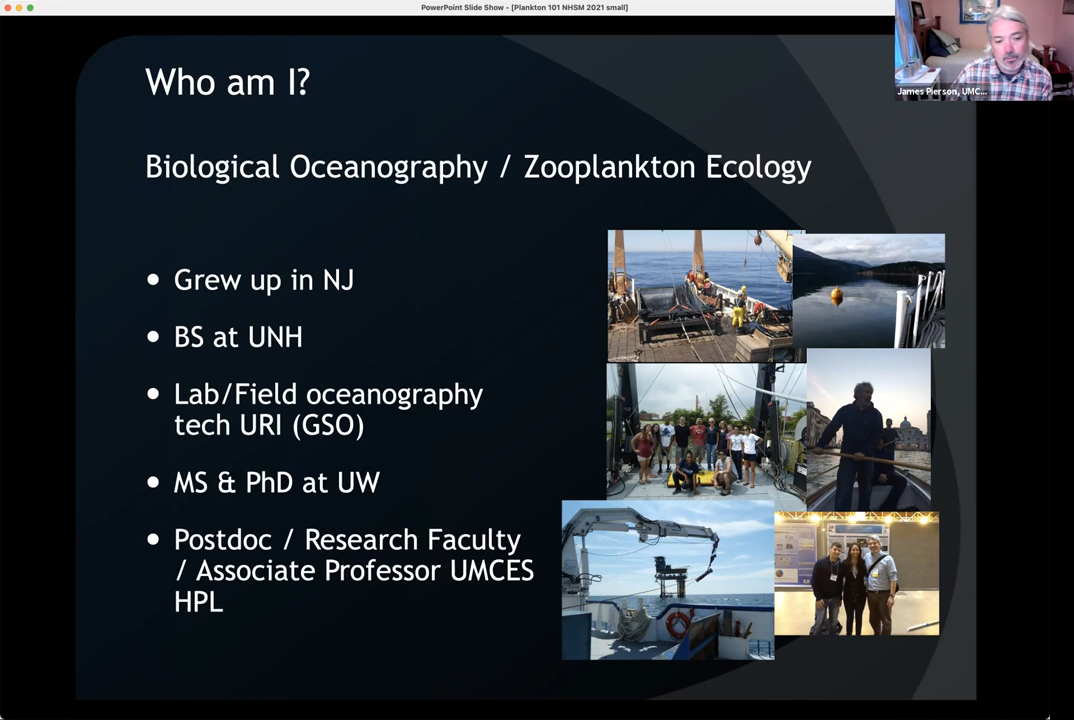 PowerPoint Slide Show - [Plankton 101 NHSM 2021 small]
James Pierson, UMC...
Who am I?
Biological Oceanography / Zooplankton Ecology
• Grew up in NJ
• BS at UNH
• Lab/Field oceanography
tech URI (GSO)
• MS & PhD at UW
• Postdoc / Research Faculty
/ Associate Professor UMCES
HPL